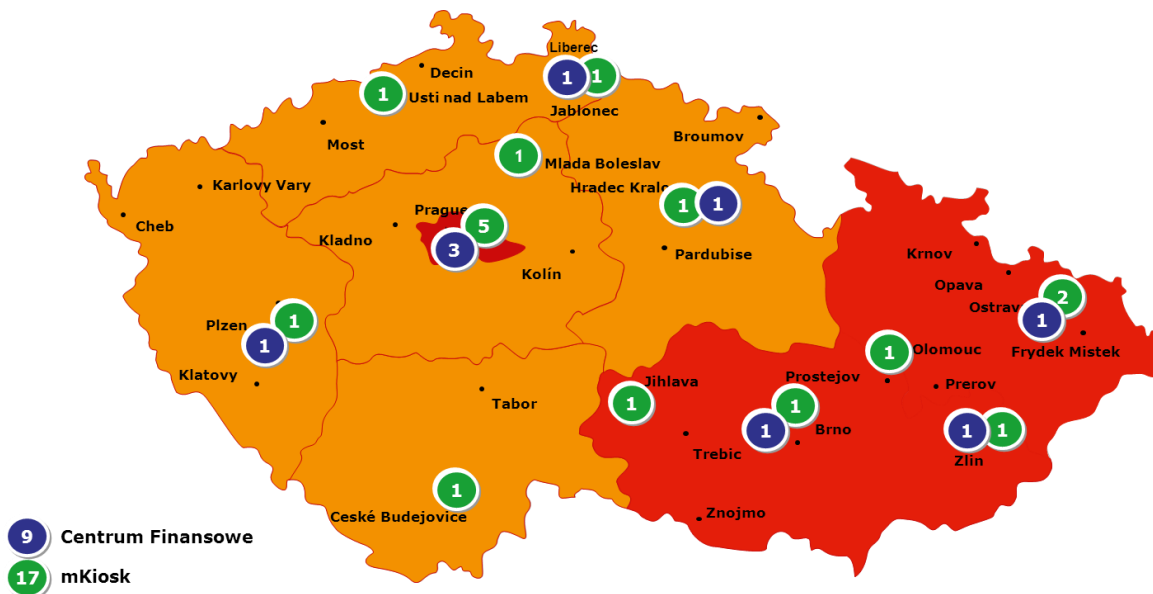 Liberec
1
1
Jablonec
Decin
1
Usti nad Labem
Most
Broumov
1
Mlada Boleslav
Hradec Kralo
1
1
Karlovy Vary
Cheb
Prague
5
3
Kladno
Kolín
Pardubise
Krnov
Opava
Ostrav
2
1
Frydek Mistek
Plzen
1
1
Klatovy
Tabor
Jihlava
1
Prostejov
1
Olomouc
Prerov
1
1
Brno
Trebic
1
1
Zlin
1
České Budejovice
Znojmo
9 Centrum Finansowe
17 mKiosk